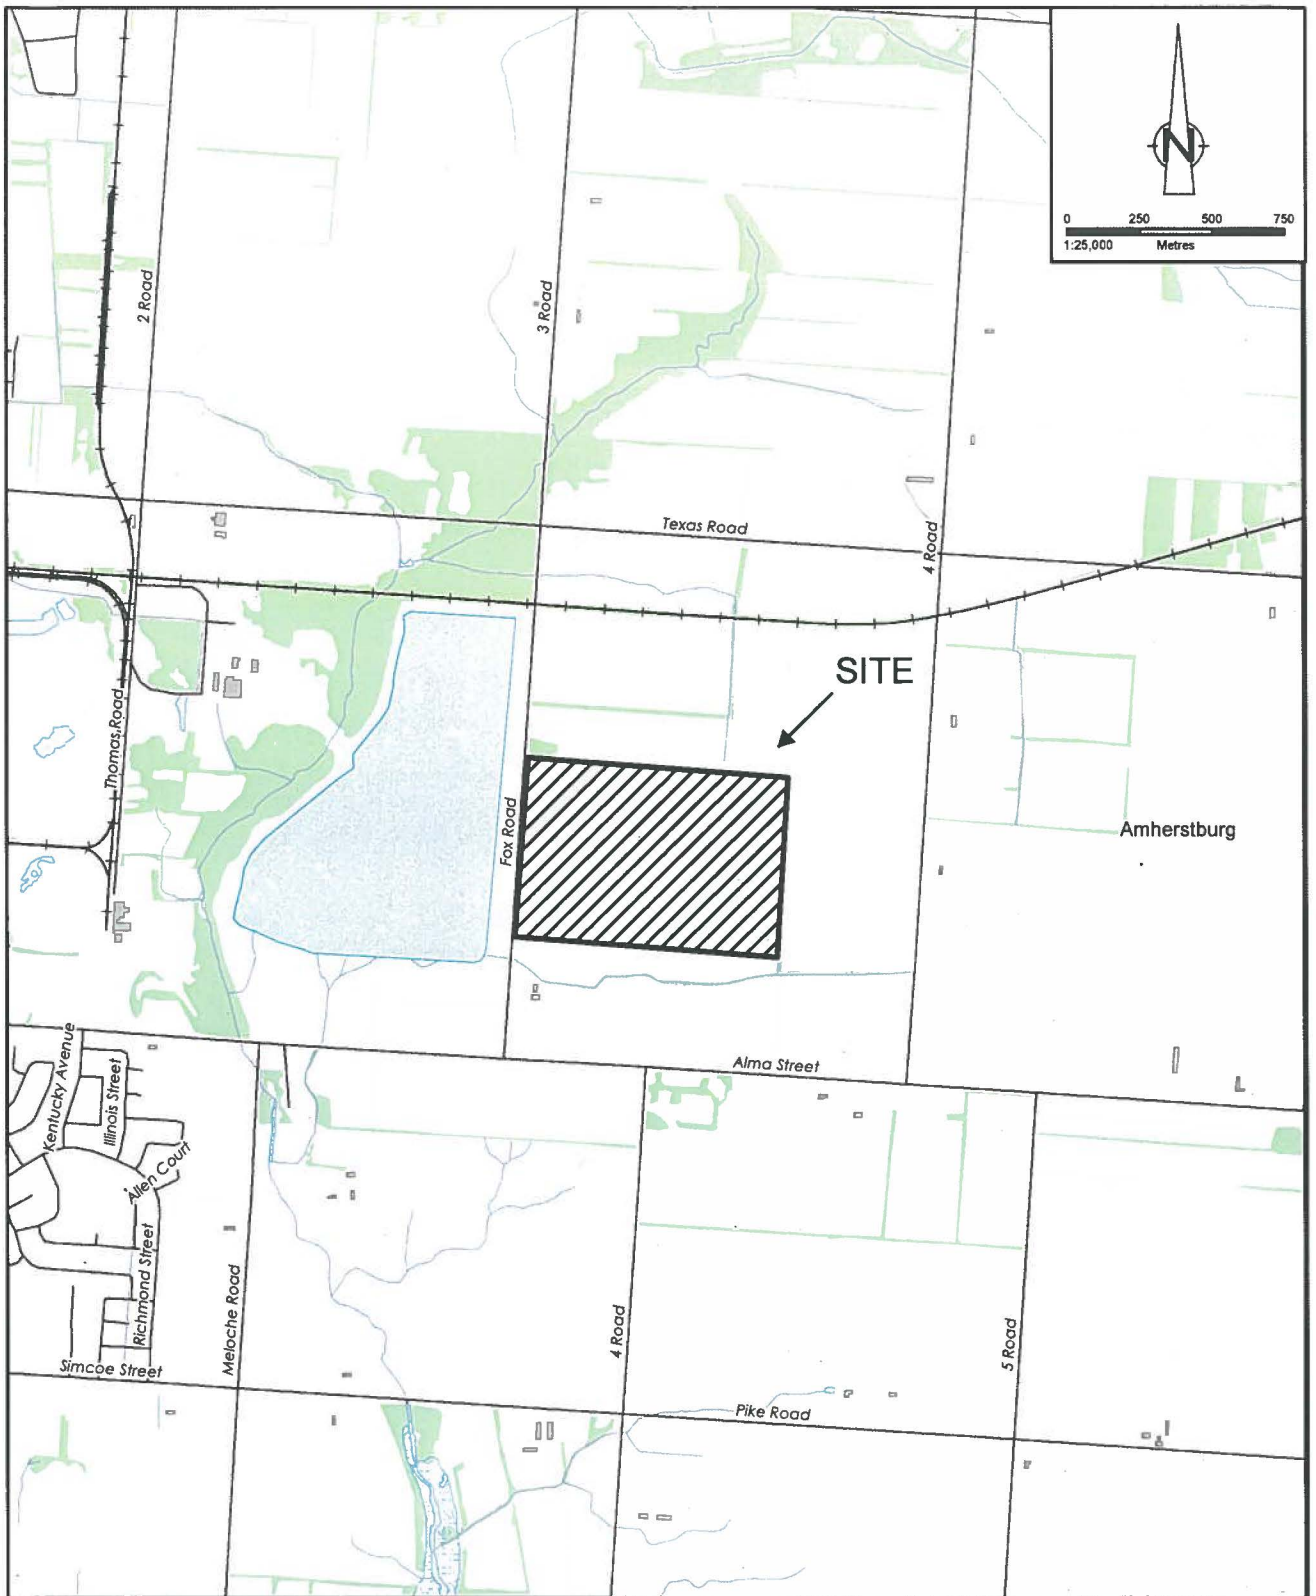 N
0 250 500 750
1:25,000 Metres
2 Road
3 Road
Texas Road
4 Road
SITE
Thomas Road
Fox Road
Amherstburg
Kentucky Avenue
Illinois Street
Alma Street
Allen Court
Richmond Street
Meloche Road
4 Road
5 Road
Simcoe Street
Pike Road